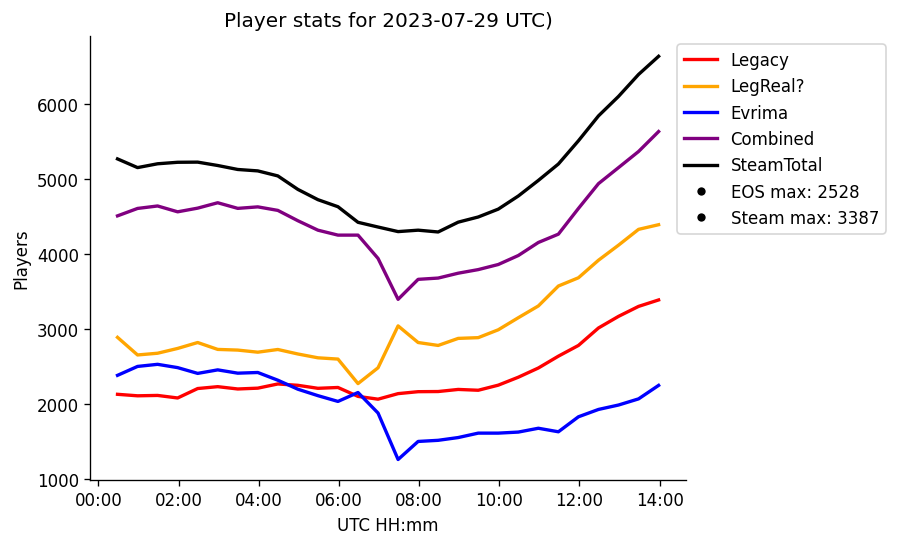 Player stats for 2023-07-29 UTC)
Legacy
LegReal?
Evrima
Combined
SteamTotal
EOS max: 2528
Steam max: 3387
Players
6000
5000
4000
3000
2000
1000
00:00 02:00 04:00 06:00 08:00 10:00 12:00 14:00
UTC HH:mm